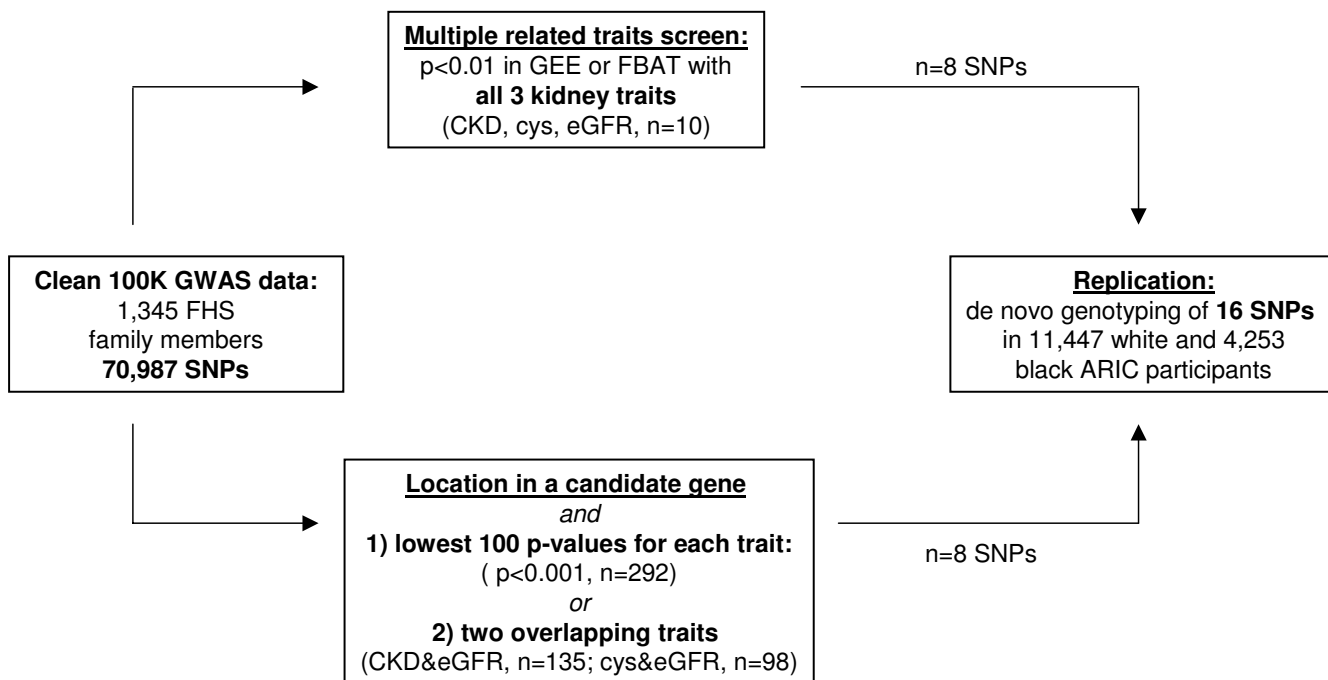 Multiple related traits screen:
p<0.01 in GEE or FBAT with
all 3 kidney traits
(CKD, cys, eGFR, n=10)
n=8 SNPs
Clean 100K GWAS data:
1,345 FHS
family members
70,987 SNPs
Replication:
de novo genotyping of 16 SNPs
in 11,447 white and 4,253
black ARIC participants
Location in a candidate gene
and
1) lowest 100 p-values for each trait:
( p<0.001, n=292)
or
2) two overlapping traits
(CKD&eGFR, n=135; cys&eGFR, n=98)
n=8 SNPs